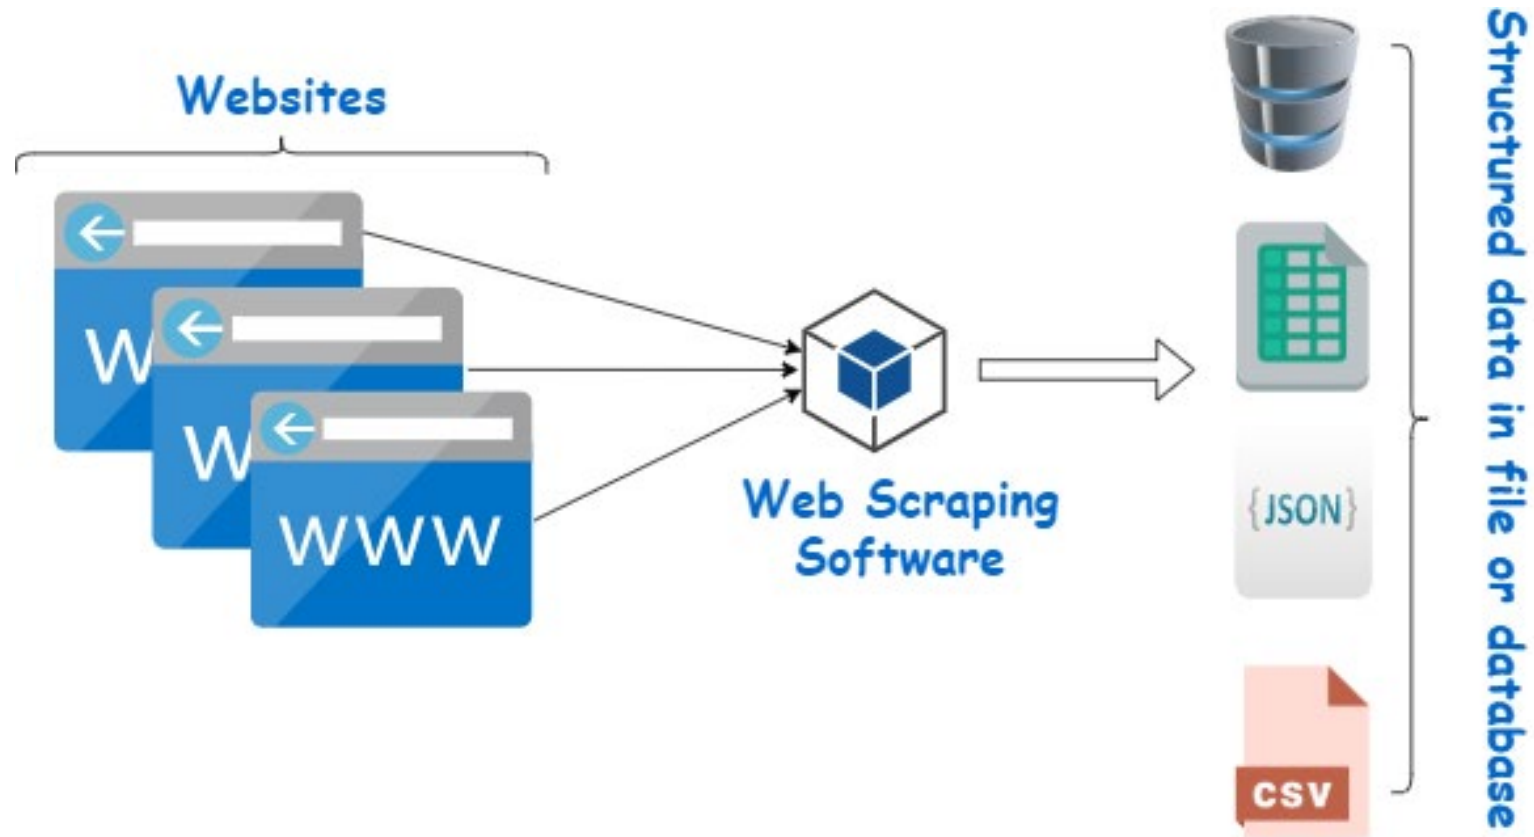 Websites
W
W
WWW
Web Scraping
Software
{JSON}
CSV
Structured data in file or database